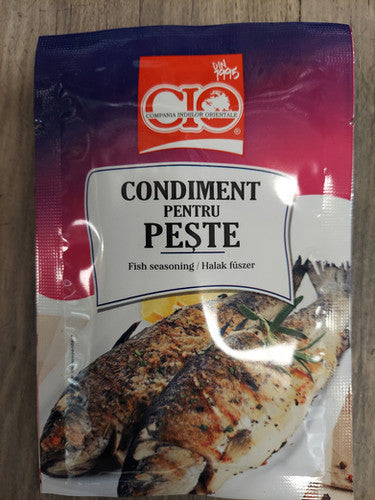 DIN
1995
CIO
COMPANIA INDIILOR ORIENTALE
®
CONDIMENT
PENTRU
PEȘTE
Fish seasoning / Halak fűszer